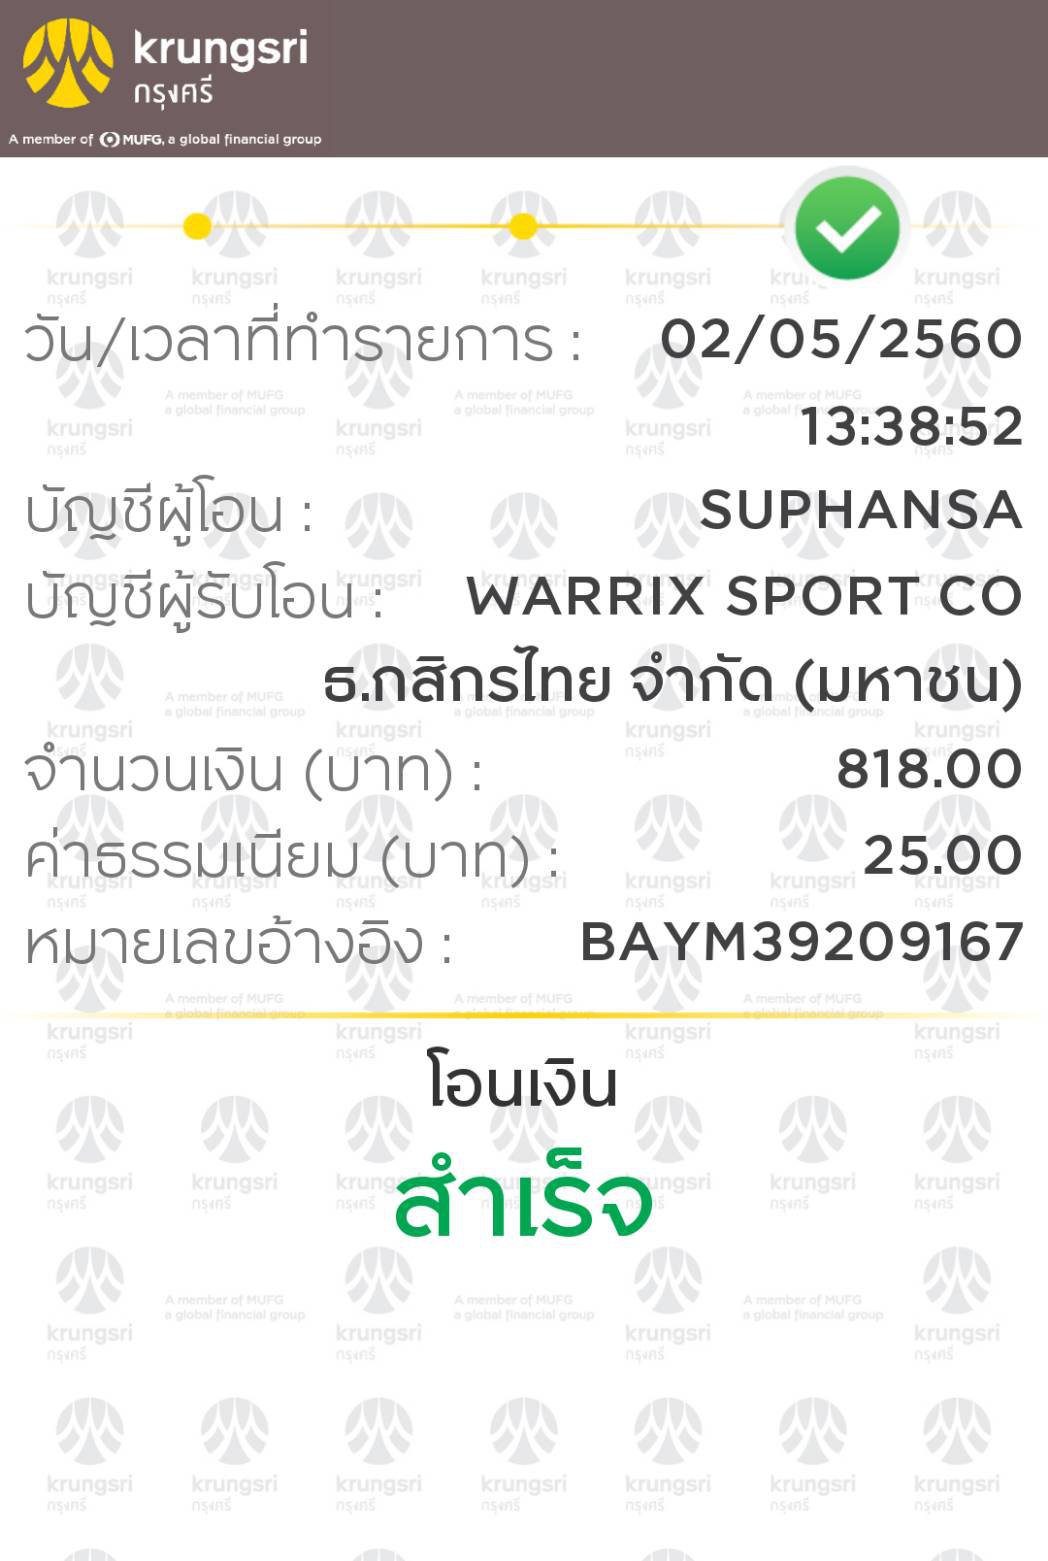 krungsri
กรุงศรี
A member of MUFG, a global financial group
วัน/เวลาที่ทำรายการ : 02/05/2560
13:38:52
บัญชีผู้โอน : SUPHANSA
บัญชีผู้รับโอน : WARRIX SPORT CO
ธ.กสิกรไทย จำกัด (มหาชน)
จำนวนเงิน (บาท) : 818.00
ค่าธรรมเนียม (บาท) : 25.00
หมายเลขอ้างอิง : BAYM39209167
โอนเงิน
สำเร็จ